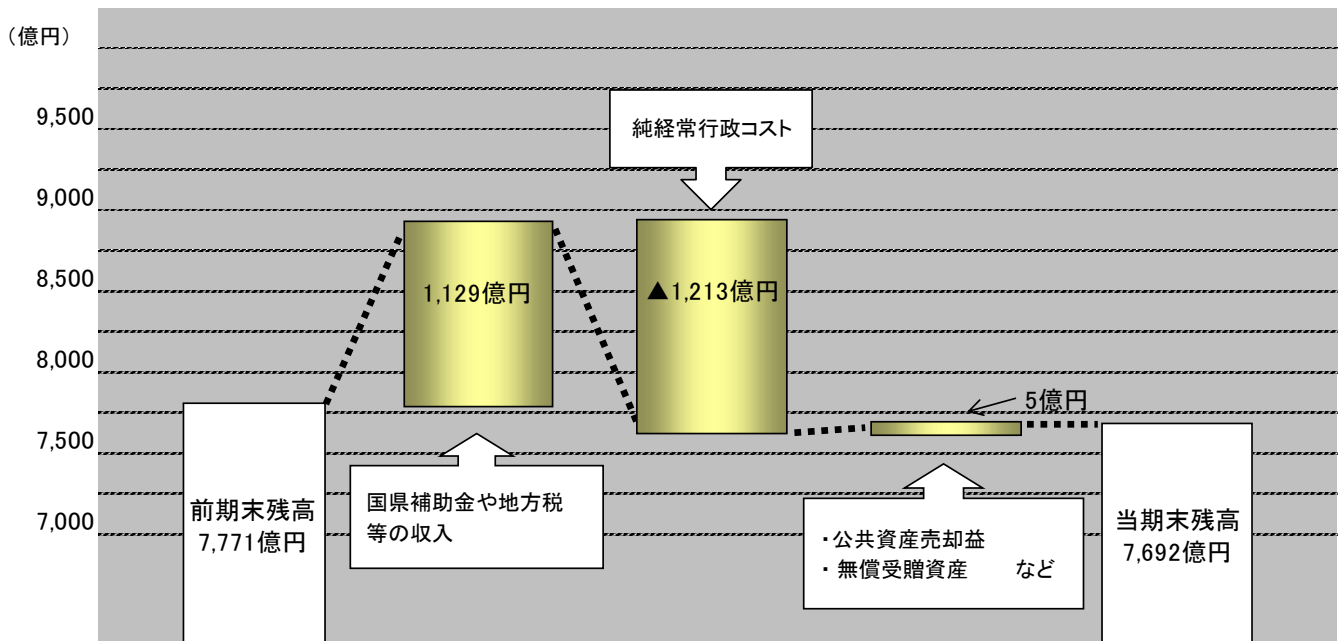 （億円）
9,500
9,000
8,500
8,000
7,500
7,000
純経常行政コスト
1,129億円
▲1,213億円
5億円
前期末残高
7,771億円
国県補助金や地方税
等の収入
・公共資産売却益
・無償受贈資産　　など
当期末残高
7,692億円